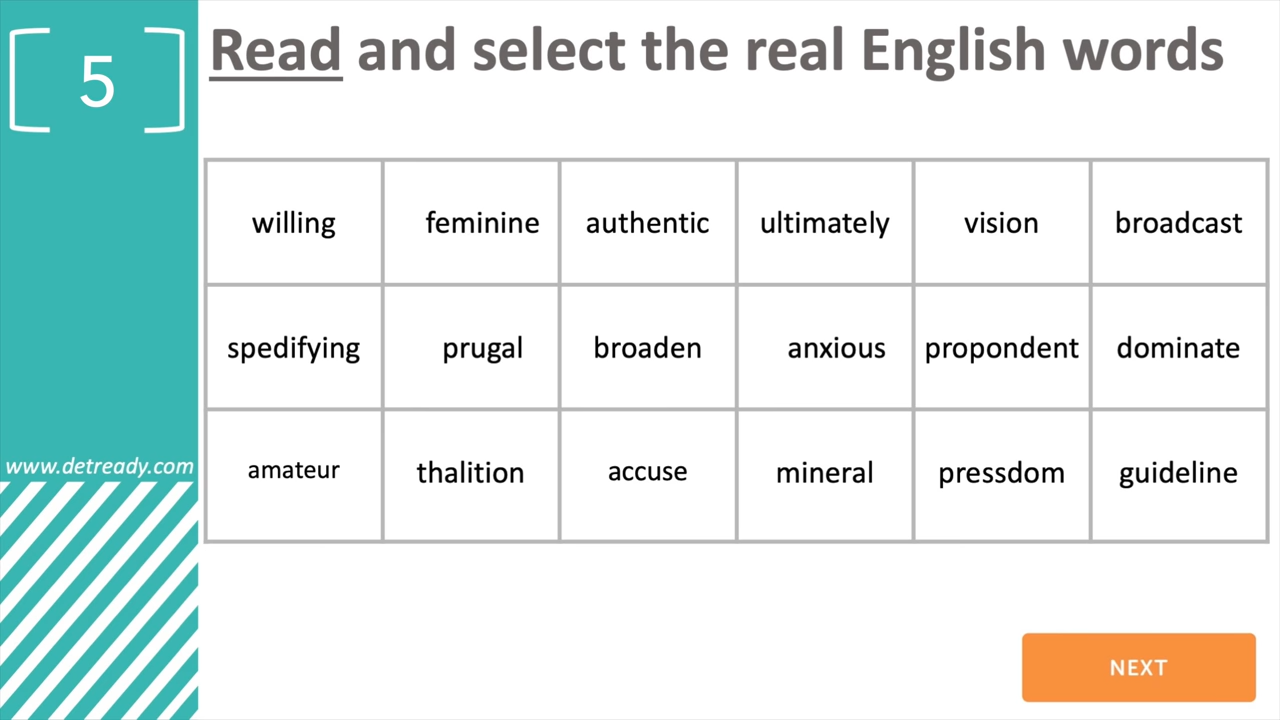 5
Read and select the real English words
willing feminine authentic ultimately vision broadcast
spedifying prugal broaden anxious propondent dominate
amateur thalition accuse mineral pressdom guideline
www.detready.com
NEXT